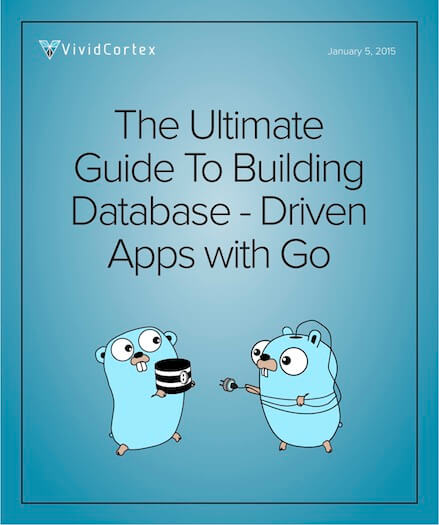 VividCortex
January 5, 2015
The Ultimate
Guide To Building
Database - Driven
Apps with Go